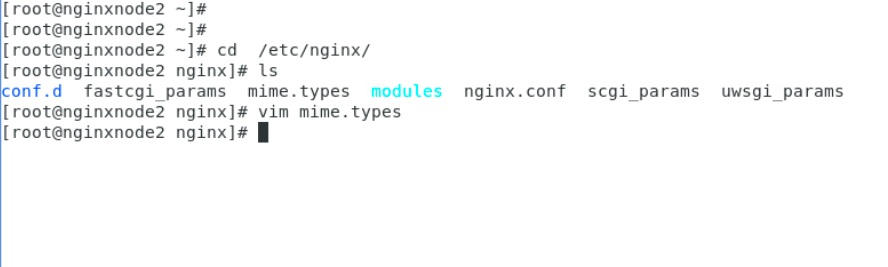 [root@nginxnode2 ~]#
[root@nginxnode2 ~]#
[root@nginxnode2 ~]# cd  /etc/nginx/
[root@nginxnode2 nginx]# ls
conf.d  fastcgi_params  mime.types  modules  nginx.conf  scgi_params  uwsgi_params
[root@nginxnode2 nginx]# vim mime.types
[root@nginxnode2 nginx]#